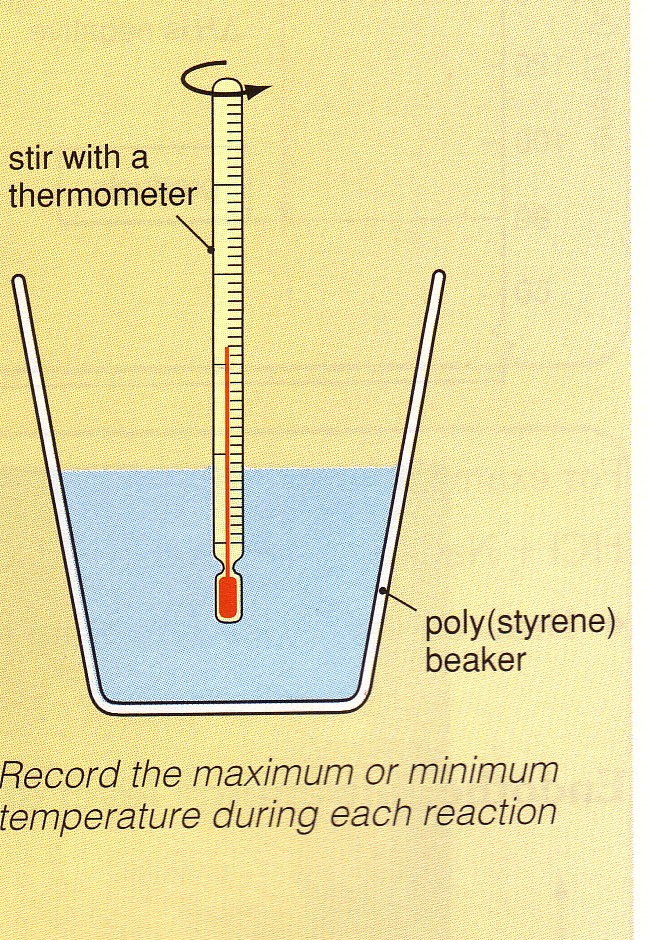 stir with a
thermometer
poly(styrene)
beaker
Record the maximum or minimum
temperature during each reaction